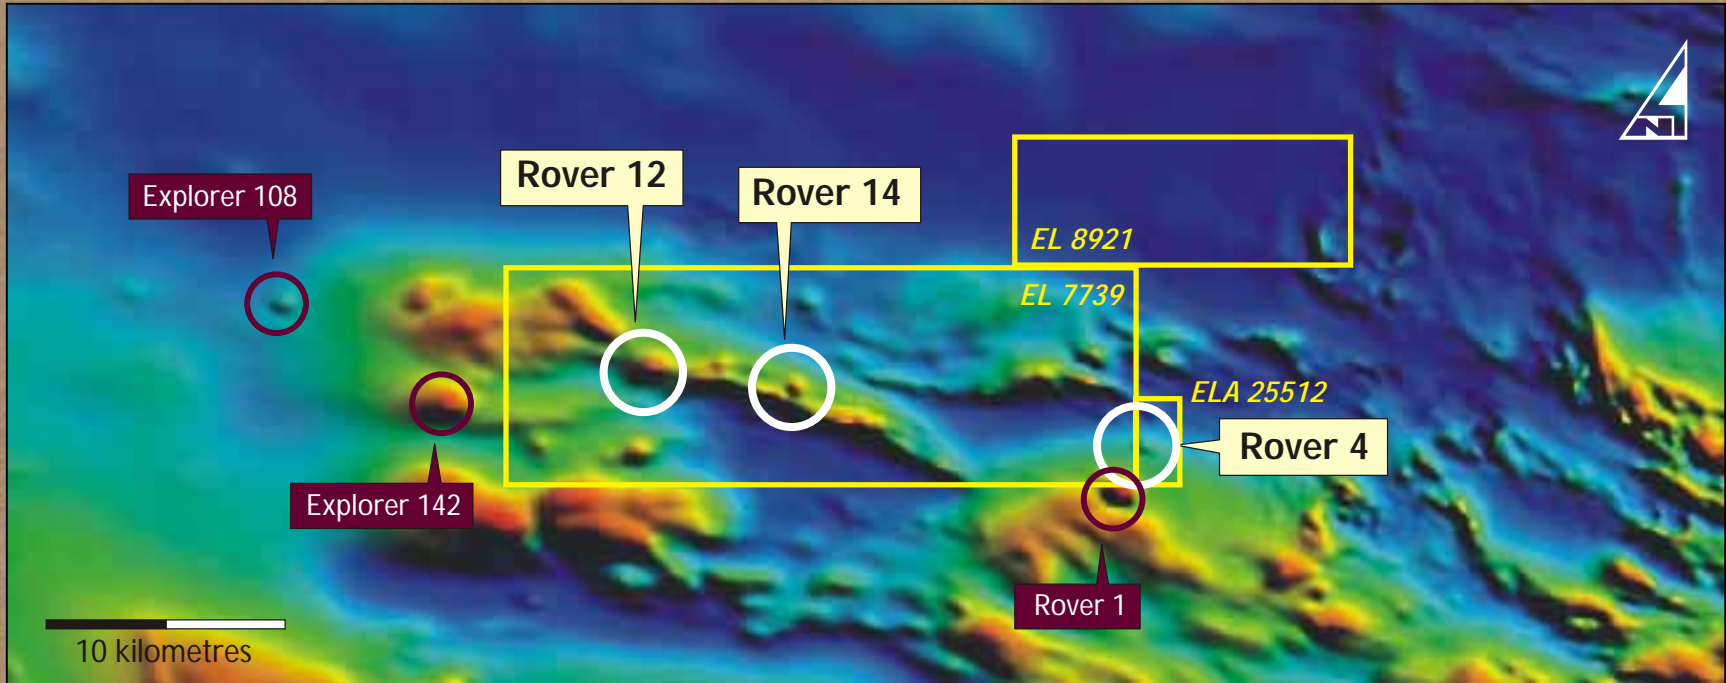 N
Rover 12
Rover 14
Explorer 108
EL 8921
EL 7739
ELA 25512
Rover 4
Explorer 142
Rover 1
10 kilometres